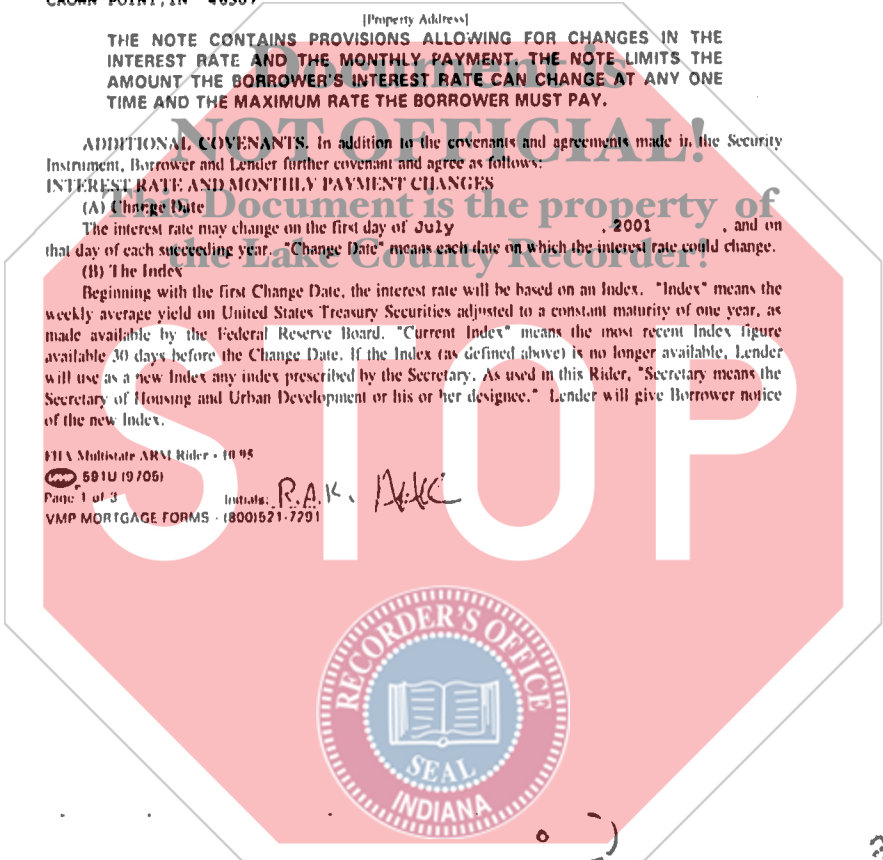 CROWN POINT, IN 46307
[Property Address]
THE NOTE CONTAINS PROVISIONS ALLOWING FOR CHANGES IN THE
INTEREST RATE AND THE MONTHLY PAYMENT. THE NOTE LIMITS THE
AMOUNT THE BORROWER'S INTEREST RATE CAN CHANGE AT ANY ONE
TIME AND THE MAXIMUM RATE THE BORROWER MUST PAY.
Document is
NOT OFFICIAL!
This Document is the property of
the Lake County Recorder!
ADDITIONAL COVENANTS. In addition to the covenants and agreements made in the Security
Instrument, Borrower and Lender further covenant and agree as follows:
INTEREST RATE AND MONTHLY PAYMENT CHANGES
(A) Change Date
The interest rate may change on the first day of July , 2001 , and on
that day of each succeeding year. "Change Date" means each date on which the interest rate could change.
(B) The Index
Beginning with the first Change Date, the interest rate will be based on an Index. "Index" means the
weekly average yield on United States Treasury Securities adjusted to a constant maturity of one year, as
made available by the Federal Reserve Board. "Current Index" means the most recent Index figure
available 30 days before the Change Date. If the Index (as defined above) is no longer available, Lender
will use as a new Index any index prescribed by the Secretary. As used in this Rider, "Secretary means the
Secretary of Housing and Urban Development or his or her designee." Lender will give Borrower notice
of the new Index.
FHA Multistate ARM Rider - 10/95
VMP 591U (9705)
Page 1 of 3 Initials: R.A.K.
VMP MORTGAGE FORMS - (800)521-7291
STOP
RECORDER'S OFFICE
SEAL
INDIANA